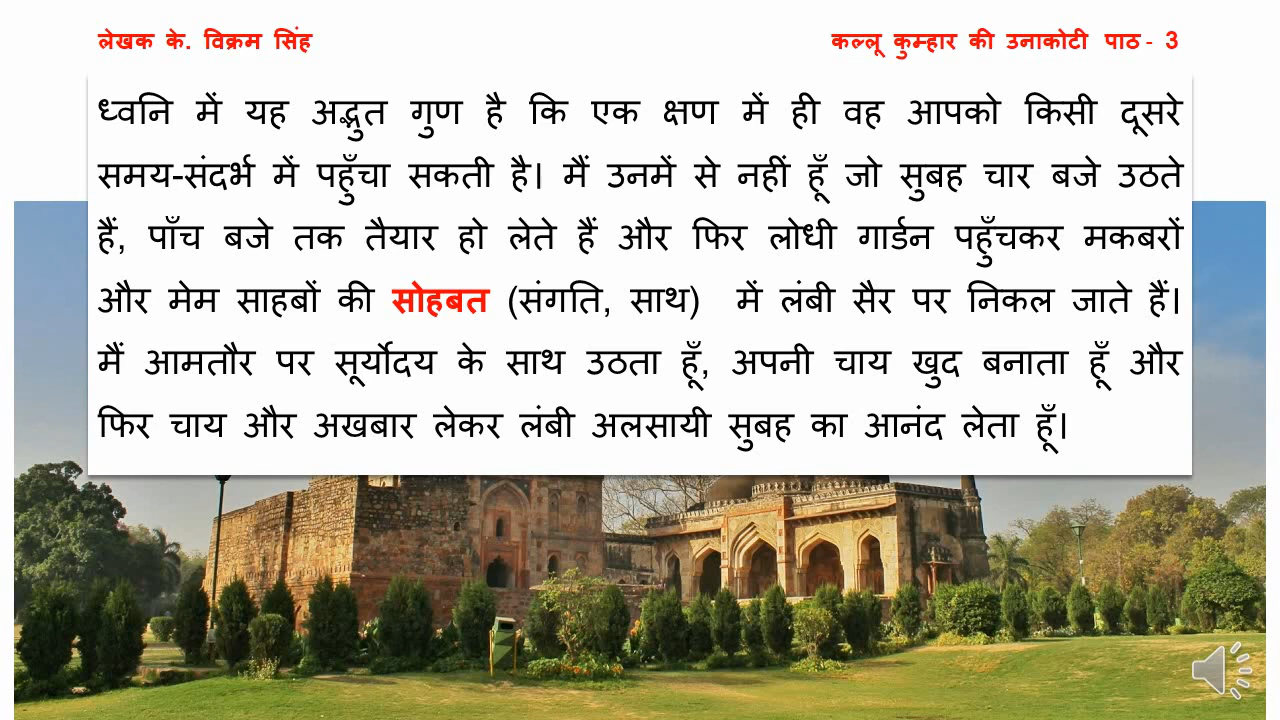 लेखक के. विक्रम सिंह
कल्लू कुम्हार की उनाकोटी पाठ - 3
ध्वनि में यह अद्भुत गुण है कि एक क्षण में ही वह आपको किसी दूसरे
समय-संदर्भ में पहुँचा सकती है। मैं उनमें से नहीं हूँ जो सुबह चार बजे उठते
हैं, पाँच बजे तक तैयार हो लेते हैं और फिर लोधी गार्डन पहुँचकर मकबरों
और मेम साहबों की सोहबत (संगति, साथ) में लंबी सैर पर निकल जाते हैं।
मैं आमतौर पर सूर्योदय के साथ उठता हूँ, अपनी चाय खुद बनाता हूँ और
फिर चाय और अखबार लेकर लंबी अलसायी सुबह का आनंद लेता हूँ।